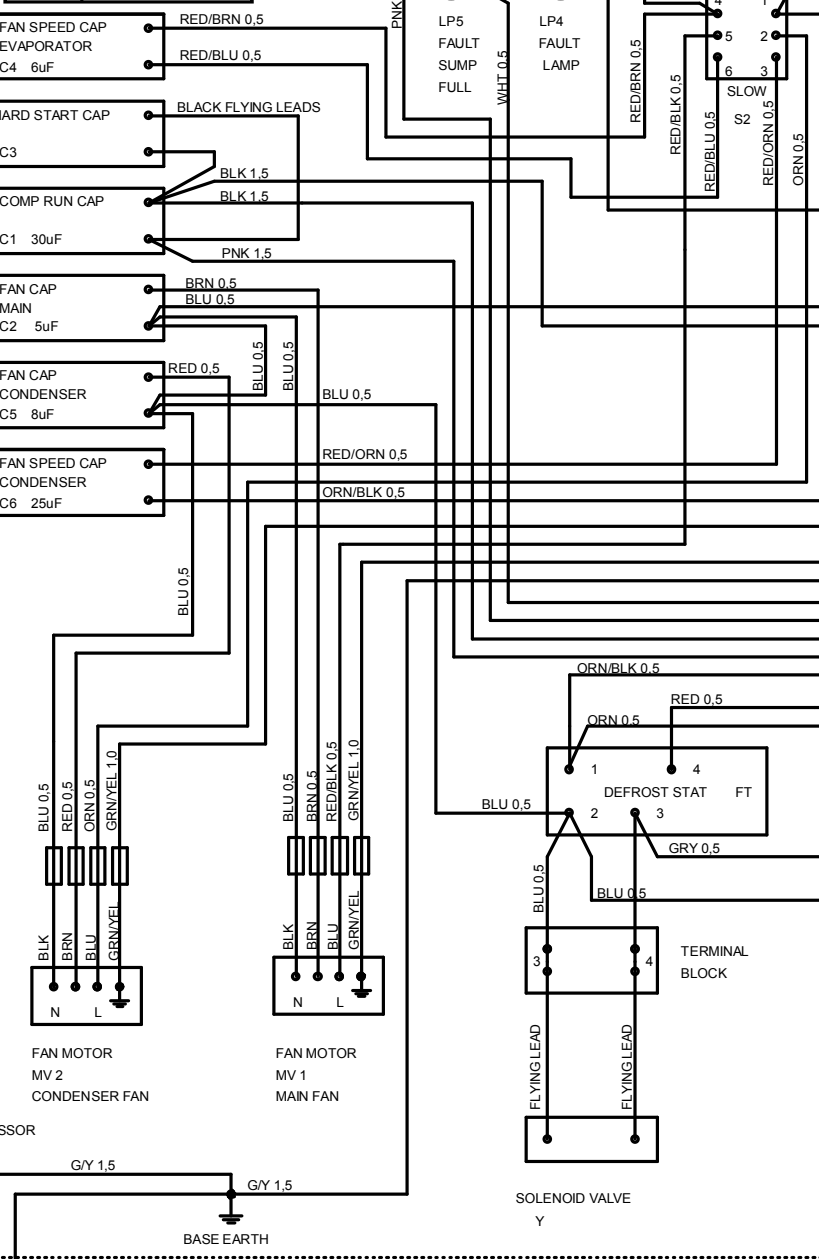 FAN SPEED CAP
EVAPORATOR
C4 6uF
RED/BRN 0,5
RED/BLU 0,5
PNK
LP5
FAULT
SUMP
FULL
WHT 0.5
LP4
FAULT
LAMP
RED/BRN 0,5
RED/BLK 0,5
4
1
5
2
6
3
SLOW
S2
RED/BLU 0,5
RED/ORN 0,5
ORN 0,5
ARD START CAP
C3
BLACK FLYING LEADS
BLK 1,5
BLK 1.5
COMP RUN CAP
C1 30uF
PNK 1,5
FAN CAP
MAIN
C2 5uF
BRN 0,5
BLU 0,5
BLU 0,5
BLU 0,5
FAN CAP
CONDENSER
C5 8uF
RED 0,5
BLU 0,5
FAN SPEED CAP
CONDENSER
C6 25uF
RED/ORN 0,5
ORN/BLK 0,5
BLU 0,5
ORN/BLK 0.5
RED 0,5
ORN 0.5
1
4
DEFROST STAT FT
2
3
BLU 0,5
GRY 0,5
BLU 0,5
BLU 0.5
BLU 0,5
RED 0,5
ORN 0,5
GRN/YEL 1,0
BLU 0,5
BRN 0.5
RED/BLK 0.5
GRN/YEL 1,0
BLK
BRN
BLU
GRN/YEL
BLK
BRN
BLU
GRN/YEL
3
4
TERMINAL
BLOCK
N L
N L
FLYING LEAD
FLYING LEAD
FAN MOTOR
MV 2
CONDENSER FAN
FAN MOTOR
MV 1
MAIN FAN
SSOR
G/Y 1,5
G/Y 1,5
BASE EARTH
SOLENOID VALVE
Y